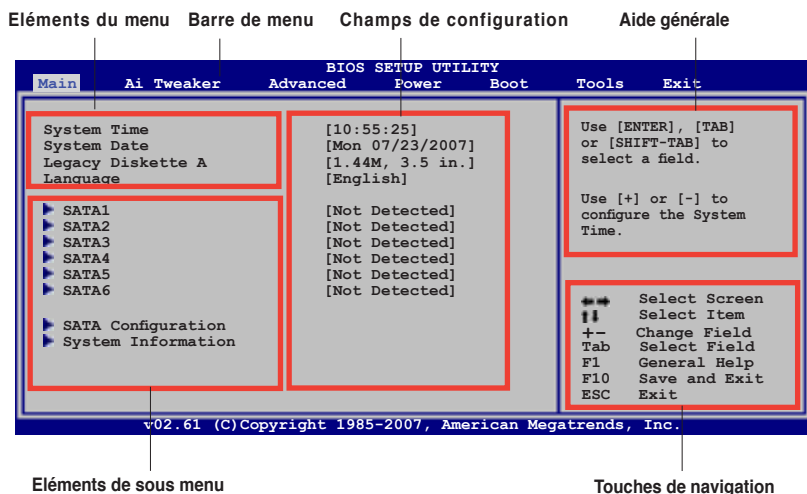 Eléments du menu Barre de menu Champs de configuration Aide générale
BIOS SETUP UTILITY
Main Ai Tweaker Advanced Power Boot Tools Exit
System Time [10:55:25]
System Date [Mon 07/23/2007]
Legacy Diskette A [1.44M, 3.5 in.]
Language [English]
SATA1 [Not Detected]
SATA2 [Not Detected]
SATA3 [Not Detected]
SATA4 [Not Detected]
SATA5 [Not Detected]
SATA6 [Not Detected]
SATA Configuration
System Information
Use [ENTER], [TAB]
or [SHIFT-TAB] to
select a field.
Use [+] or [-] to
configure the System
Time.
←→ Select Screen
↑↓ Select Item
+- Change Field
Tab Select Field
F1 General Help
F10 Save and Exit
ESC Exit
v02.61 (C)Copyright 1985-2007, American Megatrends, Inc.
Eléments de sous menu Touches de navigation